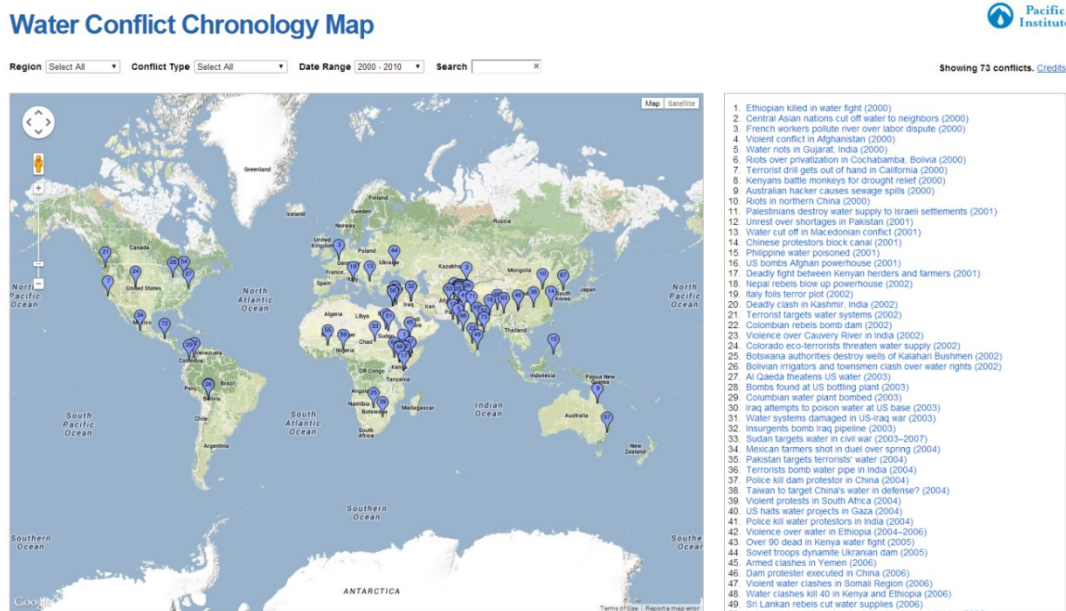 Water Conflict Chronology Map
Pacific
Institute
Region Select All Conflict Type Select All Date Range 2000 - 2010 Search
Showing 73 conflicts. Credits
Map Satellite
Greenland
Iceland
Finland
Sweden
Norway
Russia
United
Kingdom
Poland
Ukraine
France
Spain
Kazakhs
Mongolia
Japan
South
Korea
Canada
United States
Mexico
North
Pacific
Ocean
North
Atlantic
Ocean
North
Pacific
Ocean
Algeria
Libya
Iraq
Iran
Chad
Sudan
Nigeria
Kenya
DR Congo
Tanzania
Angola
Namibia
Botswana
Madagascar
South
Africa
Thailand
Indonesia
Papua New
Guinea
Australia
New
Zealand
Venezuela
Colombia
Peru
Brazil
Bolivia
Chile
Argentina
South
Pacific
Ocean
South
Atlantic
Ocean
Indian
Ocean
Southern
Ocean
Southern
Ocean
ANTARCTICA
Google
Terms of Use Report a map error
1. Ethiopian killed in water fight (2000)
2. Central Asian nations cut off water to neighbors (2000)
3. French workers pollute river over labor dispute (2000)
4. Violent conflict in Afghanistan (2000)
5. Water riots in Gujarat, India (2000)
6. Riots over privatization in Cochabamba, Bolivia (2000)
7. Terrorist drill gets out of hand in California (2000)
8. Kenyans battle monkeys for drought relief (2000)
9. Australian hacker causes sewage spills (2000)
10. Riots in northern China (2000)
11. Palestinians destroy water supply to Israeli settlements (2001)
12. Unrest over shortages in Pakistan (2001)
13. Water cut off in Macedonian conflict (2001)
14. Chinese protestors block canal (2001)
15. Philippine water poisoned (2001)
16. US bombs Afghan powerhouse (2001)
17. Deadly fight between Kenyan herders and farmers (2001)
18. Nepal rebels blow up powerhouse (2002)
19. Italy foils terror plot (2002)
20. Deadly clash in Kashmir, India (2002)
21. Terrorist targets water systems (2002)
22. Colombian rebels bomb dam (2002)
23. Violence over Cauvery River in India (2002)
24. Colorado eco-terrorists threaten water supply (2002)
25. Botswana authorities destroy wells of Kalahari Bushmen (2002)
26. Bolivian irrigators and townsmen clash over water rights (2002)
27. Al Qaeda theatens US water (2003)
28. Bombs found at US bottling plant (2003)
29. Columbian water plant bombed (2003)
30. Iraq attempts to poison water at US base (2003)
31. Water systems damaged in US-Iraq war (2003)
32. Insurgents bomb Iraq pipeline (2003)
33. Sudan targets water in civil war (2003–2007)
34. Mexican farmers shot in duel over spring (2004)
35. Pakistan targets terrorists' water (2004)
36. Terrorists bomb water pipe in India (2004)
37. Police kill dam protestor in China (2004)
38. Taiwan to target China's water in defense? (2004)
39. Violent protests in South Africa (2004)
40. US halts water projects in Gaza (2004)
41. Police kill water protestors in India (2004)
42. Violence over water in Ethiopia (2004–2006)
43. Over 90 dead in Kenya water fight (2005)
44. Soviet troops dynamite Ukranian dam (2005)
45. Armed clashes in Yemen (2006)
46. Dam protester executed in China (2006)
47. Violent water clashes in Somali Region (2006)
48. Water clashes kill 40 in Kenya and Ethiopia (2006)
49. Sri Lankan rebels cut water supplies (2006)